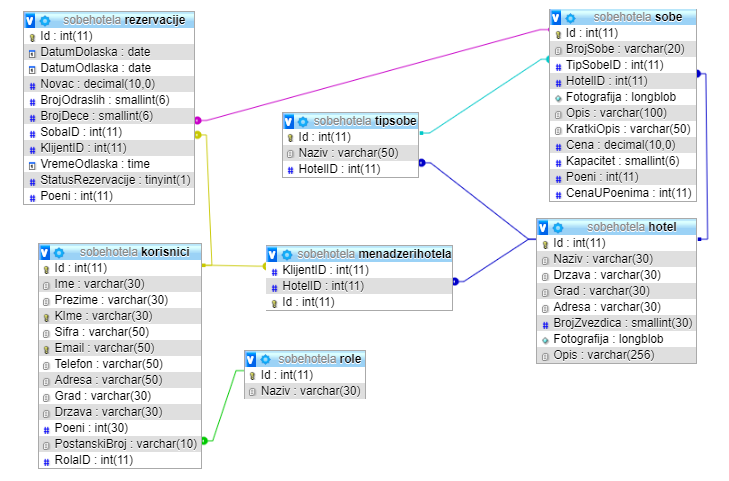 sobehotela rezervacije
Id : int(11)
DatumDolaska : date
DatumOdlaska : date
Novac : decimal(10,0)
BrojOdraslih : smallint(6)
BrojDece : smallint(6)
SobaID : int(11)
KlijentID : int(11)
VremeOdlaska : time
StatusRezervacije : tinyint(1)
Poeni : int(11)
sobehotela tipsobe
Id : int(11)
Naziv : varchar(50)
HotelID : int(11)
sobehotela sobe
Id : int(11)
BrojSobe : varchar(20)
TipSobeID : int(11)
HotelID : int(11)
Fotografija : longblob
Opis : varchar(100)
KratkiOpis : varchar(50)
Cena : decimal(10,0)
Kapacitet : smallint(6)
Poeni : int(11)
CenaUPoenima : int(11)
sobehotela korisnici
Id : int(11)
Ime : varchar(30)
Prezime : varchar(30)
KIme : varchar(30)
Sifra : varchar(50)
Email : varchar(50)
Telefon : varchar(50)
Adresa : varchar(50)
Grad : varchar(30)
Drzava : varchar(30)
Poeni : int(30)
PostanskiBroj : varchar(10)
RolaID : int(11)
sobehotela menadzerihotela
KlijentID : int(11)
HotelID : int(11)
Id : int(11)
sobehotela hotel
Id : int(11)
Naziv : varchar(30)
Drzava : varchar(30)
Grad : varchar(30)
Adresa : varchar(30)
BrojZvezdica : smallint(30)
Fotografija : longblob
Opis : varchar(256)
sobehotela role
Id : int(11)
Naziv : varchar(30)